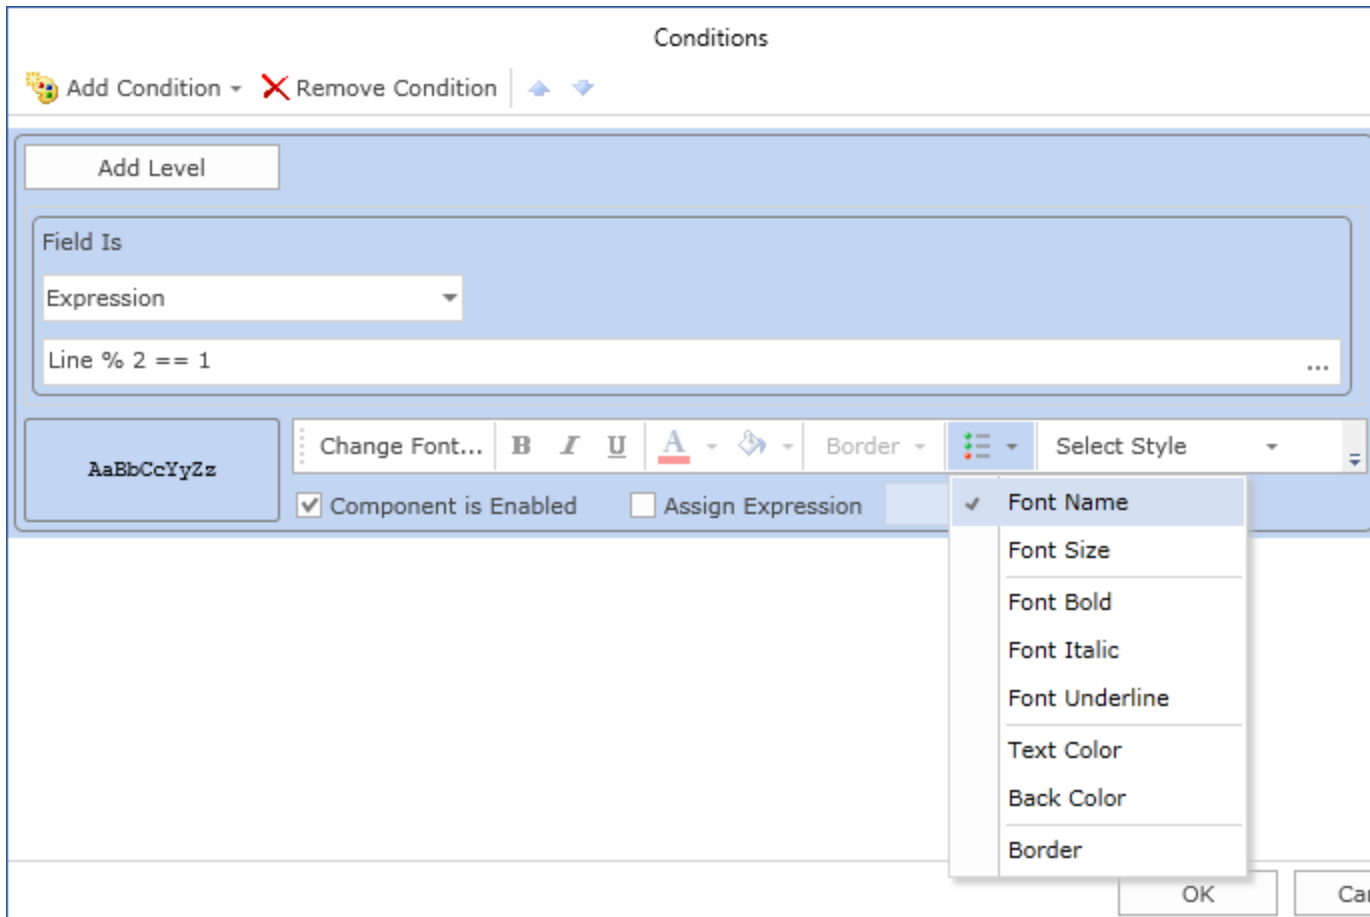 Conditions
Add Condition Remove Condition
Add Level
Field Is
Expression
Line % 2 == 1
...
AaBbCcYyZz
Change Font... B I U A Border Select Style
Component is Enabled Assign Expression
Font Name
Font Size
Font Bold
Font Italic
Font Underline
Text Color
Back Color
Border
OK